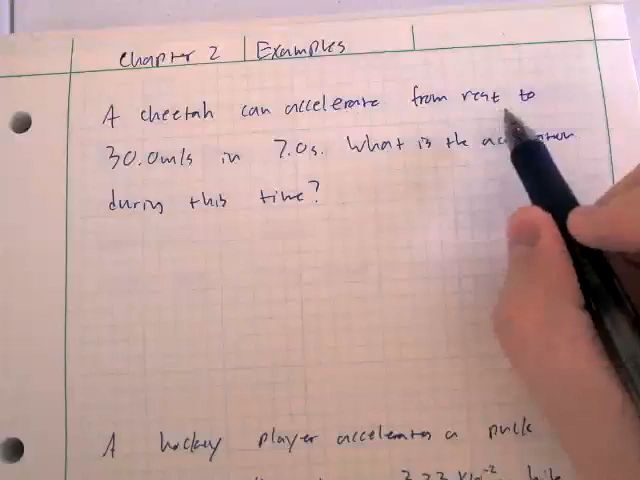 Chapter 2 Examples
A cheetah can accelerate from rest to
30.0m/s in 7.0s. What is the
during this time?
A hockey player accelerates a puck